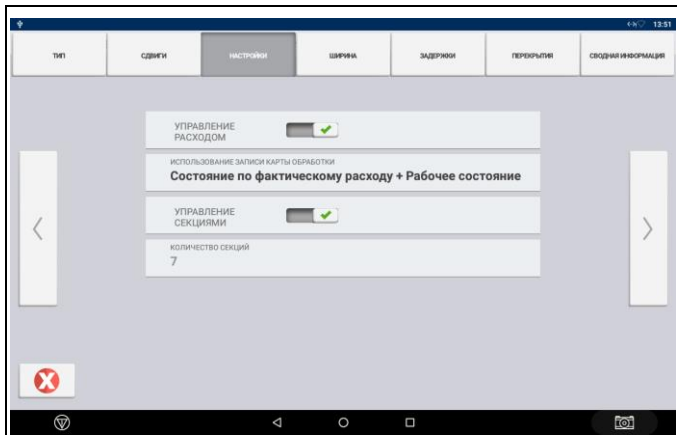 13:51
ТИП
СДВИГИ
НАСТРОЙКИ
ШИРИНА
ЗАДЕРЖКИ
ПЕРЕКРЫТИЯ
СВОДНАЯ ИНФОРМАЦИЯ
УПРАВЛЕНИЕ
РАСХОДОМ
ИСПОЛЬЗОВАНИЕ ЗАПИСИ КАРТЫ ОБРАБОТКИ
Состояние по фактическому расходу + Рабочее состояние
УПРАВЛЕНИЕ
СЕКЦИЯМИ
КОЛИЧЕСТВО СЕКЦИЙ
7